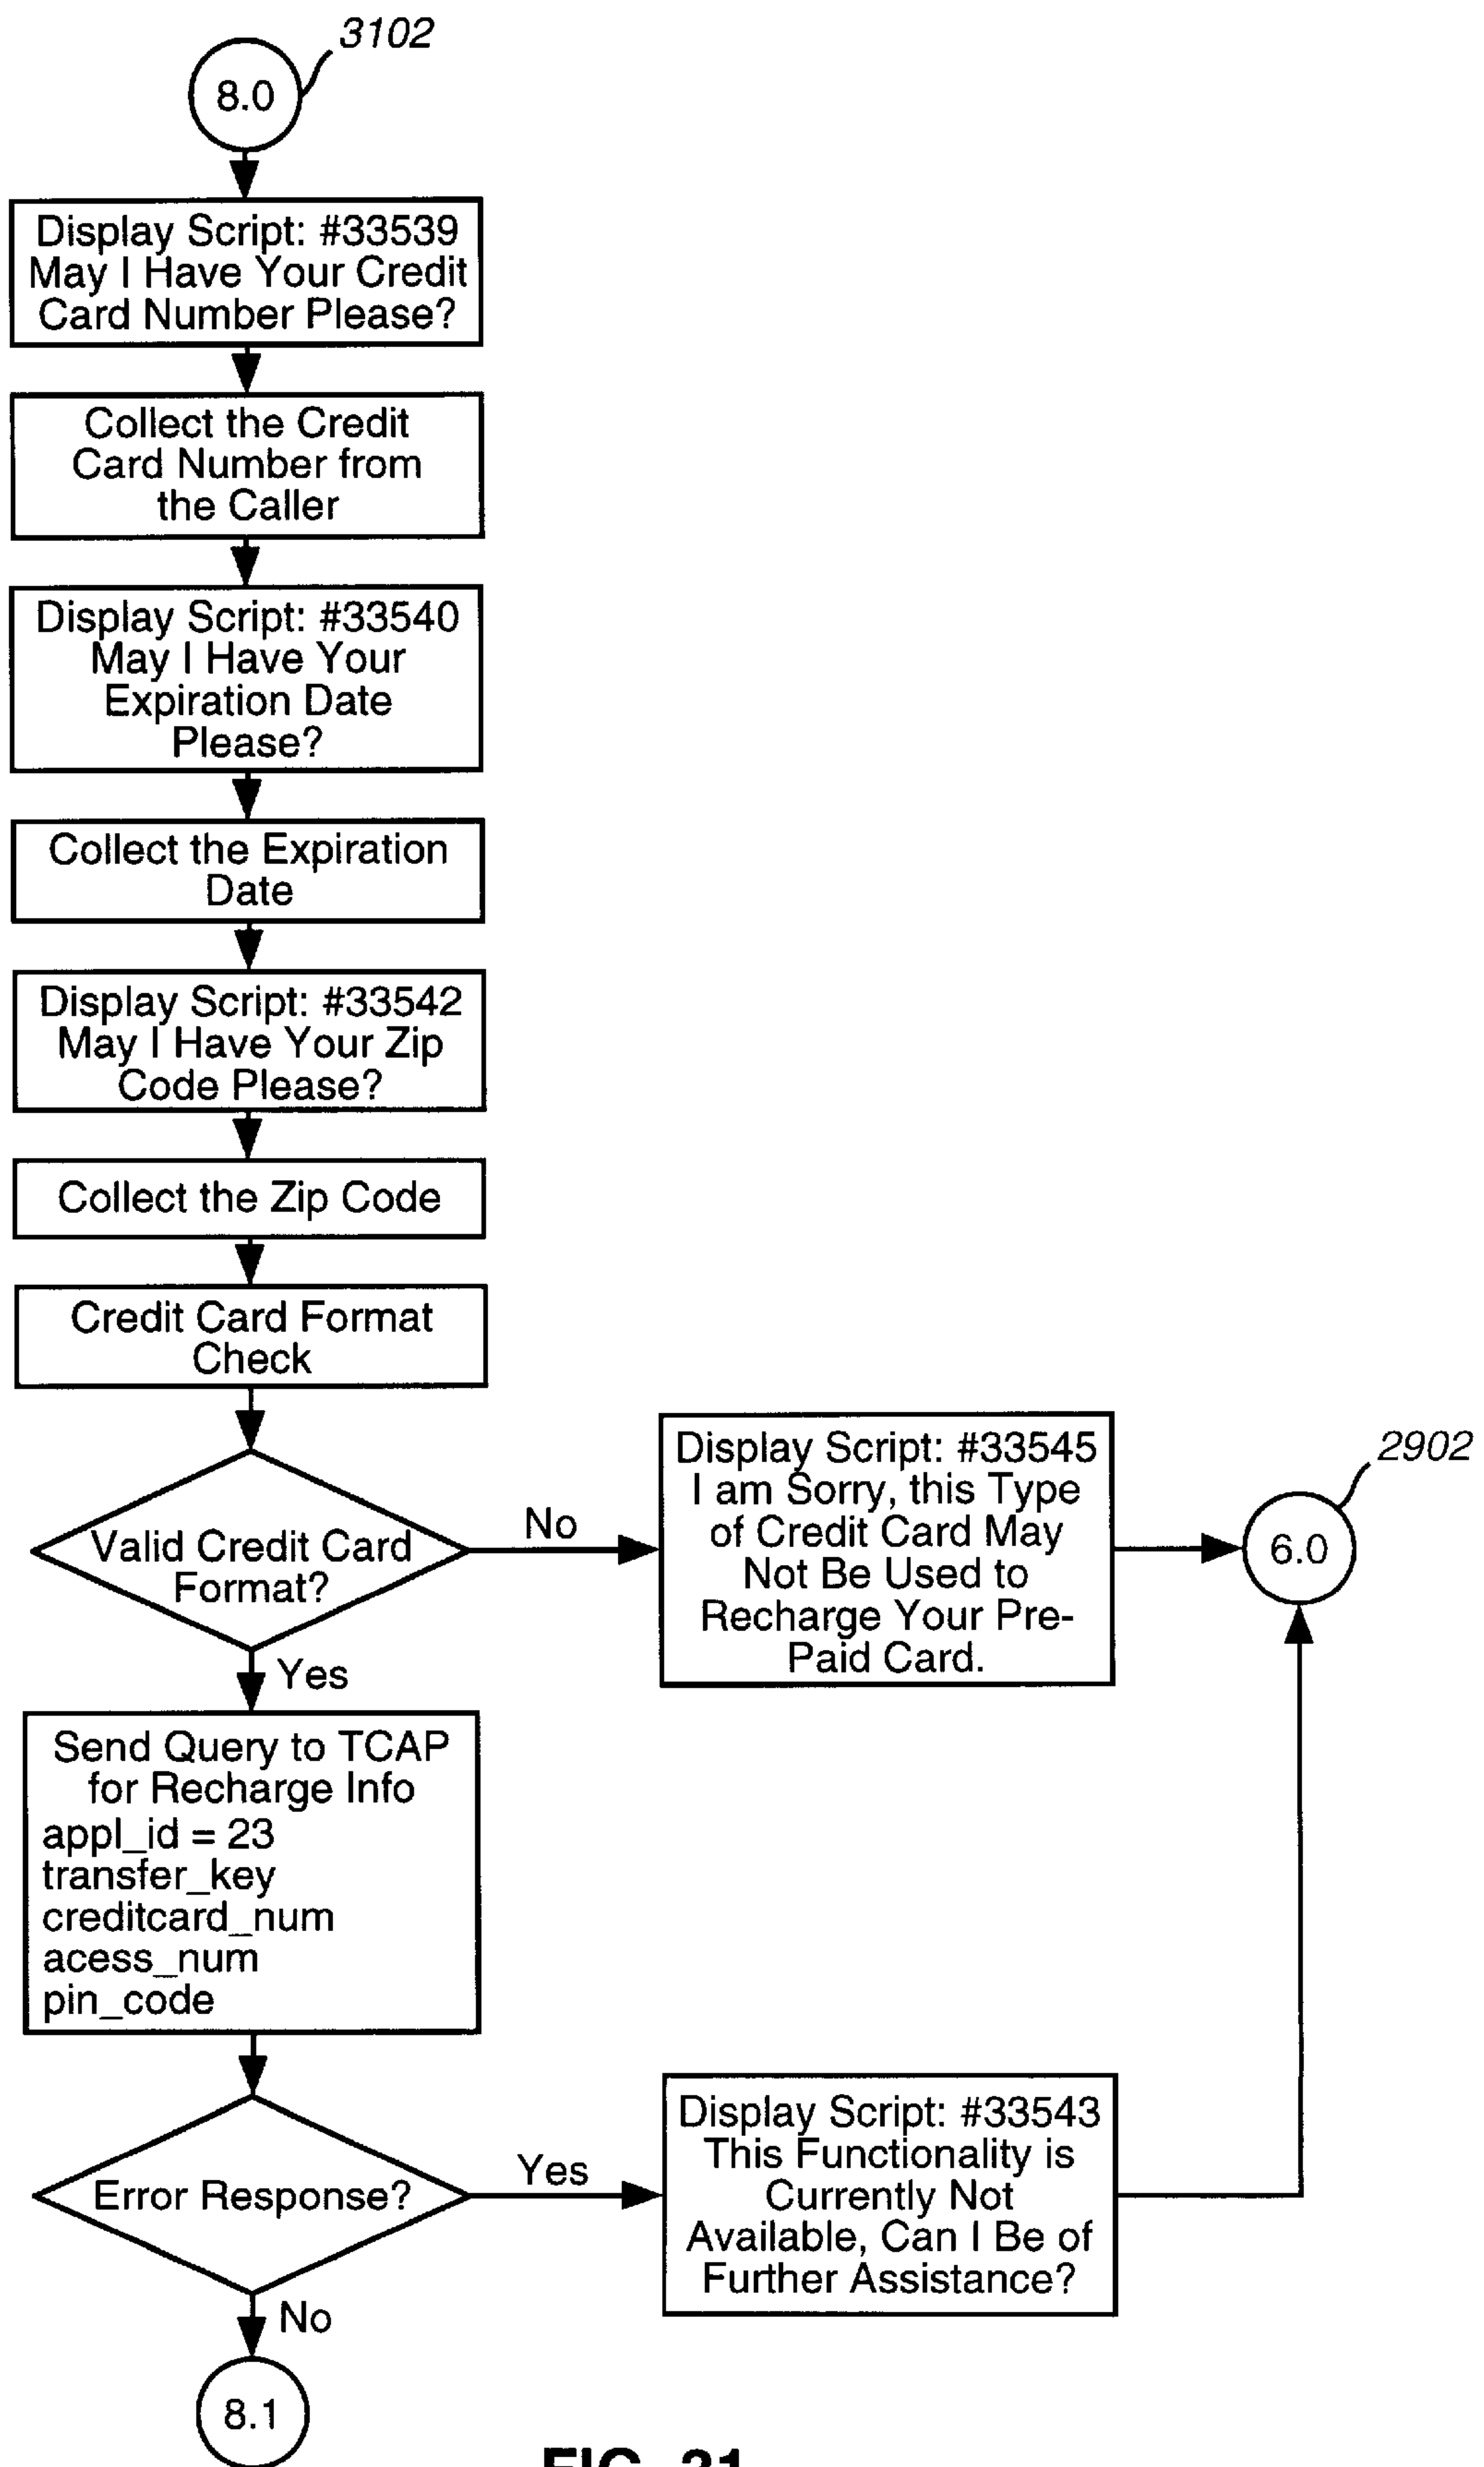 3102
8.0
Display Script: #33539
May I Have Your Credit
Card Number Please?
Collect the Credit
Card Number from
the Caller
Display Script: #33540
May I Have Your
Expiration Date
Please?
Collect the Expiration
Date
Display Script: #33542
May I Have Your Zip
Code Please?
Collect the Zip Code
Credit Card Format
Check
Valid Credit Card
Format?
No
Display Script: #33545
I am Sorry, this Type
of Credit Card May
Not Be Used to
Recharge Your Pre-
Paid Card.
2902
6.0
Yes
Send Query to TCAP
for Recharge Info
appl_id = 23
transfer_key
creditcard_num
acess_num
pin_code
Error Response?
Yes
Display Script: #33543
This Functionality is
Currently Not
Available, Can I Be of
Further Assistance?
No
8.1
FIG. 31